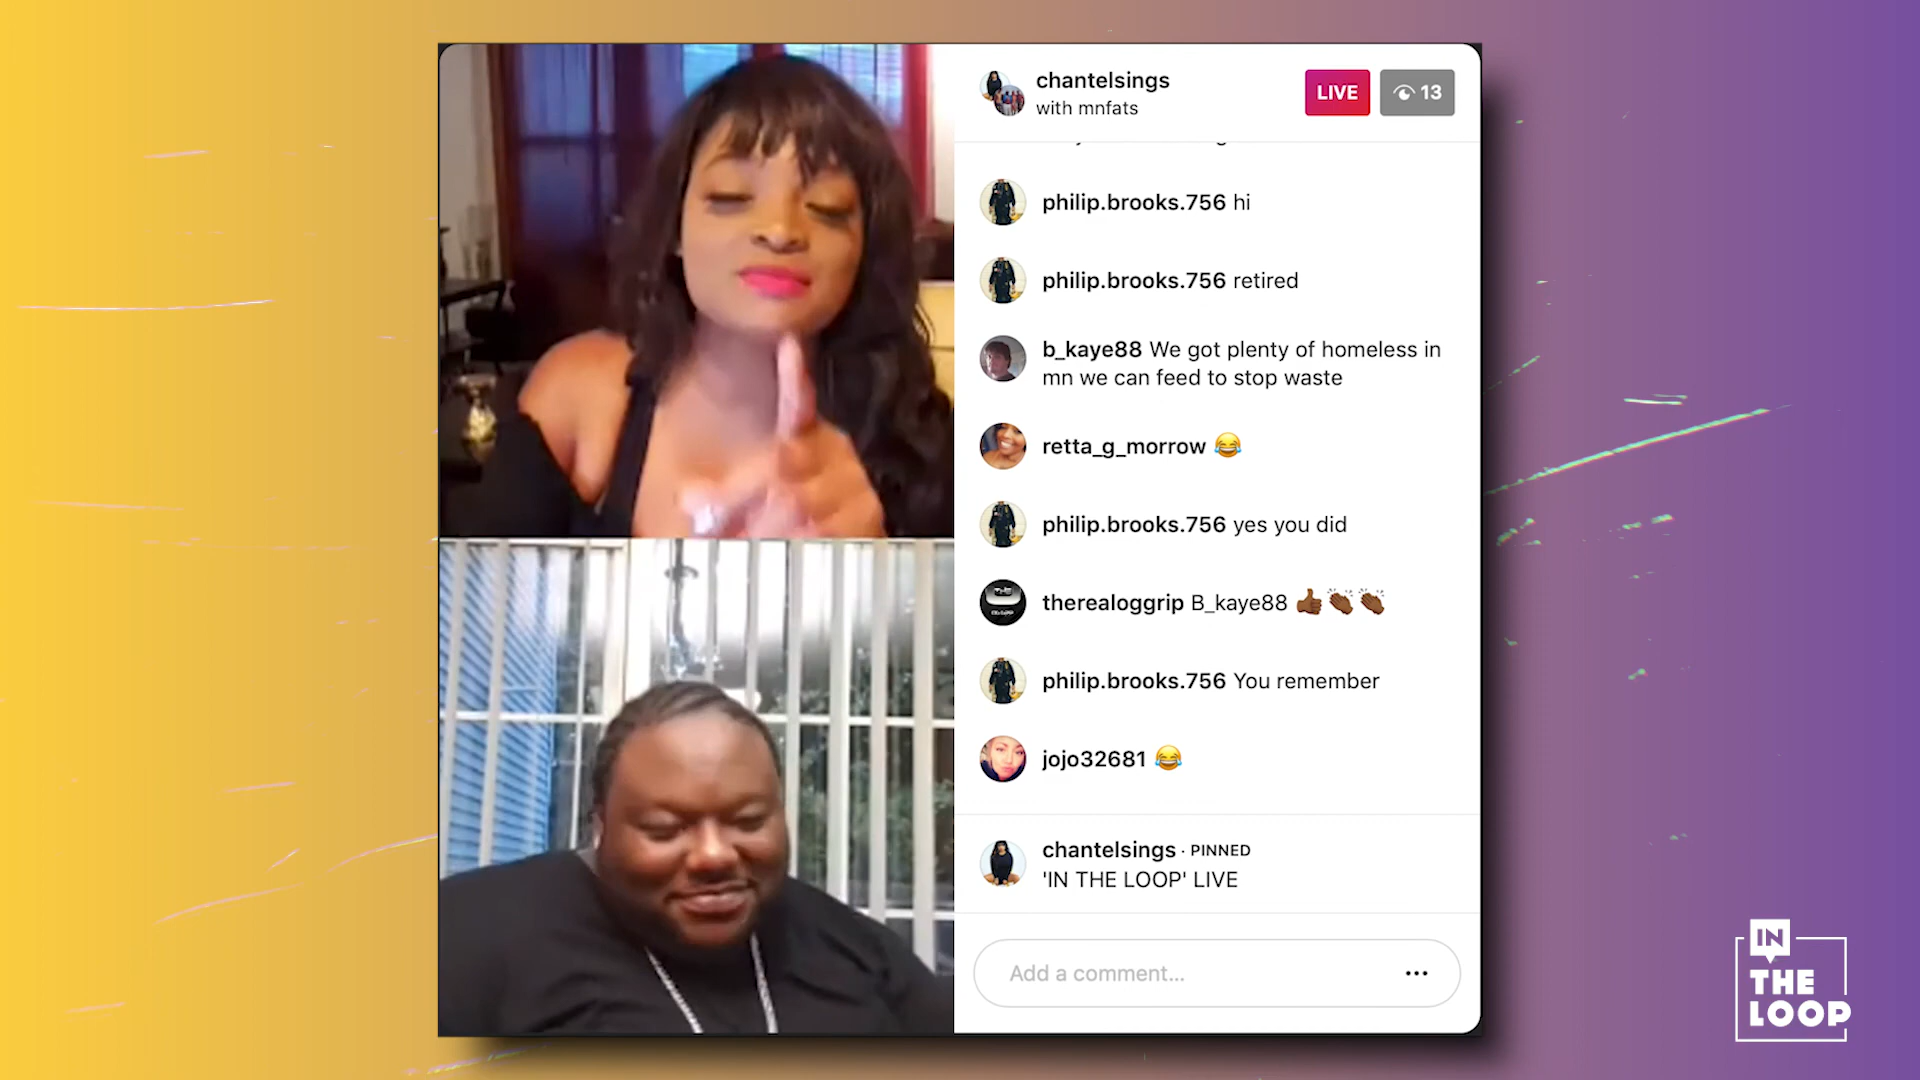 chantelsings
with mnfats
LIVE
13
philip.brooks.756 hi
philip.brooks.756 retired
b_kaye88 We got plenty of homeless in
mn we can feed to stop waste
retta_g_morrow 😂
philip.brooks.756 yes you did
therealoggrip B_kaye88 👍🏾👏🏾👏🏾
philip.brooks.756 You remember
jojo32681 😂
chantelsings · PINNED
'IN THE LOOP' LIVE
Add a comment...
IN
THE
LOOP